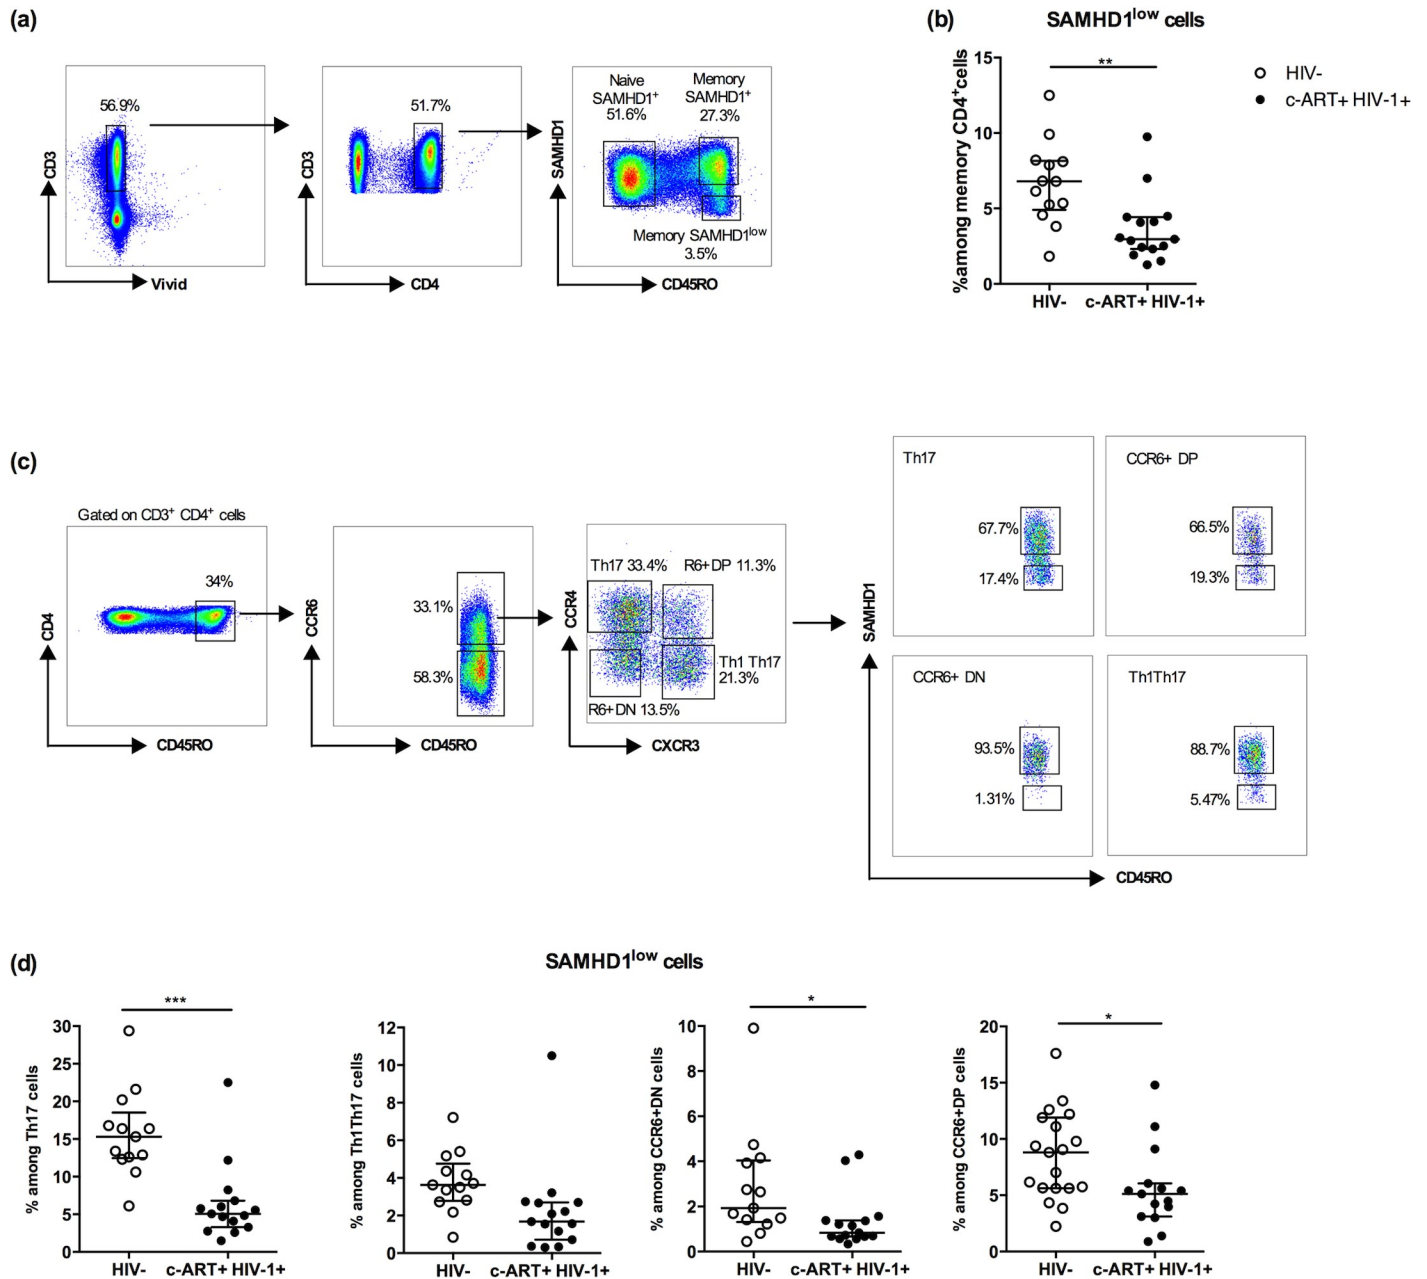 (a)
56.9%
CD3
Vivid
51.7%
CD3
CD4
Naive
SAMHD1⁺
51.6%
Memory
SAMHD1⁺
27.3%
Memory SAMHD1ˡᵒʷ
3.5%
SAMHD1
CD45RO
(b)
SAMHD1ˡᵒʷ cells
**
15
10
5
0
%among memory CD4⁺cells
HIV-
c-ART+ HIV-1+
HIV-
c-ART+ HIV-1+
(c)
Gated on CD3⁺ CD4⁺ cells
34%
CD4
CD45RO
33.1%
58.3%
CCR6
CD45RO
Th17 33.4%
R6+DP 11.3%
Th1 Th17
21.3%
R6+DN 13.5%
CCR4
CXCR3
Th17
67.7%
17.4%
CCR6+ DP
66.5%
19.3%
CCR6+ DN
93.5%
1.31%
Th1Th17
88.7%
5.47%
SAMHD1
CD45RO
(d)
SAMHD1ˡᵒʷ cells
***
30
25
20
15
10
5
0
% among Th17 cells
HIV-
c-ART+ HIV-1+
12
10
8
6
4
2
0
% among Th1Th17 cells
HIV-
c-ART+ HIV-1+
*
10
8
6
4
2
0
% among CCR6+DN cells
HIV-
c-ART+ HIV-1+
*
20
15
10
5
0
% among CCR6+DP cells
HIV-
c-ART+ HIV-1+